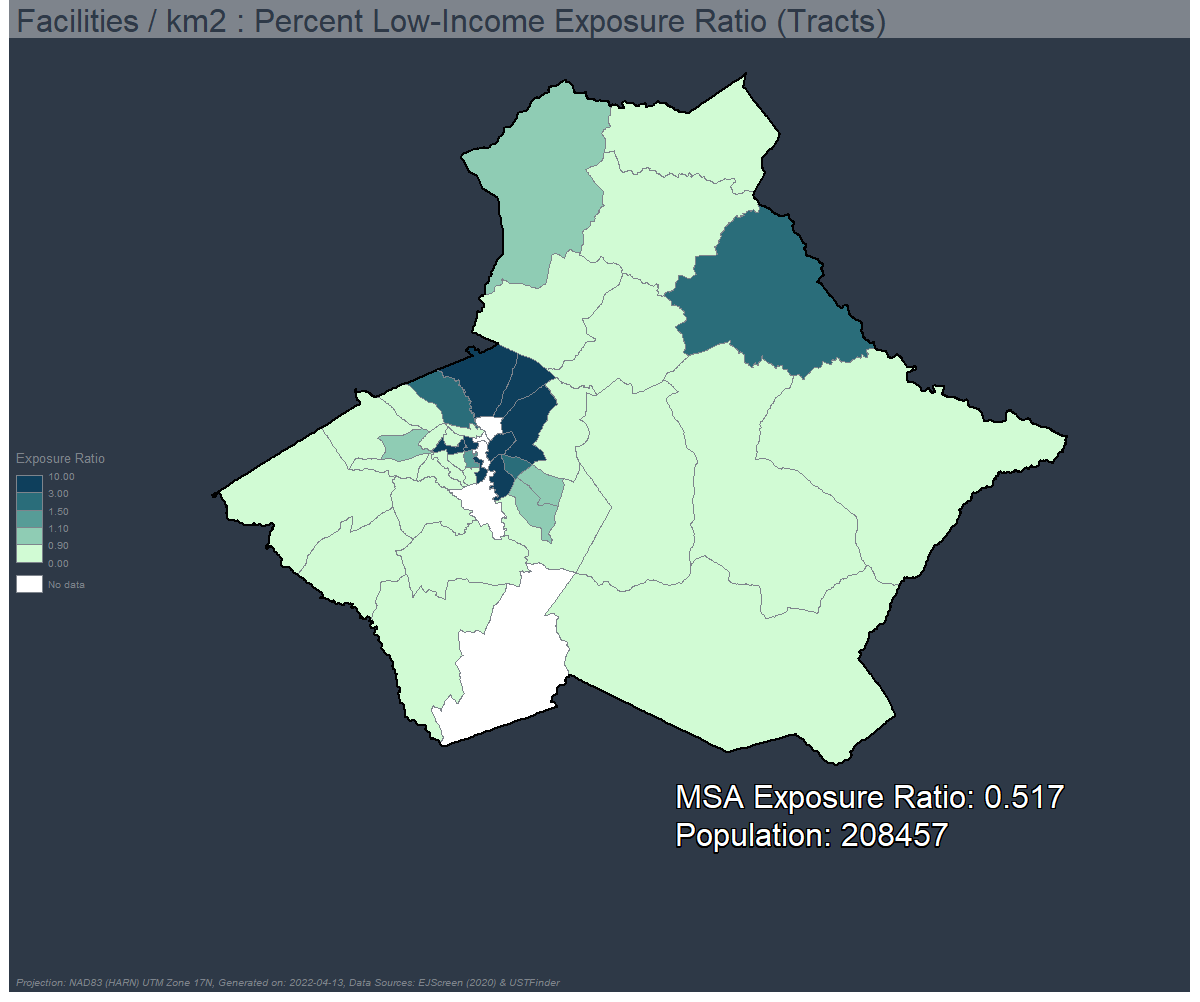 Facilities / km2 : Percent Low-Income Exposure Ratio (Tracts)
Exposure Ratio
10.00
3.00
1.50
1.10
0.90
0.00
No data
MSA Exposure Ratio: 0.517
Population: 208457
Projection: NAD83 (HARN) UTM Zone 17N, Generated on: 2022-04-13, Data Sources: EJScreen (2020) & USTFinder